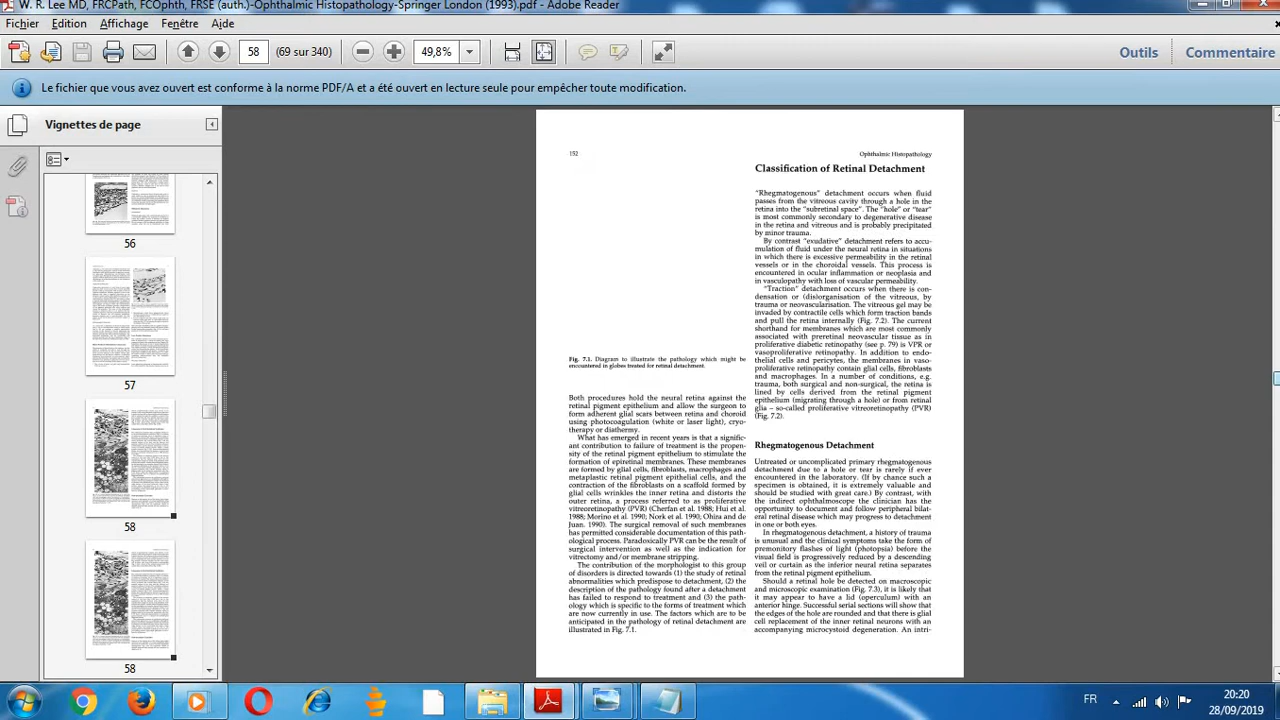 W. R. Lee MD, FRCPath, FCOphth, FRSE (auth.)-Ophthalmic Histopathology-Springer London (1993).pdf - Adobe Reader
Fichier Edition Affichage Fenêtre Aide
58 (69 sur 340) 49,8% Outils Commentaire
Le fichier que vous avez ouvert est conforme à la norme PDF/A et a été ouvert en lecture seule pour empêcher toute modification.
Vignettes de page
56
57
58
58
152
Fig. 7.1. Diagram to illustrate the pathology which might be
encountered in globes treated for retinal detachment.
Both procedures hold the neural retina against the
retinal pigment epithelium and allow the surgeon to
form adherent glial scars between retina and choroid
using photocoagulation (white or laser light), cryo-
therapy or diathermy.
What has emerged in recent years is that a signific-
ant contribution to failure of treatment is the propen-
sity of the retinal pigment epithelium to stimulate the
formation of epiretinal membranes. These membranes
are formed by glial cells, fibroblasts, macrophages and
metaplastic retinal pigment epithelial cells, and the
contraction of the fibroblasts on a scaffold formed by
glial cells wrinkles the inner retina and distorts the
outer retina, a process referred to as proliferative
vitreoretinopathy (PVR) (Cherfan et al. 1988; Hui et al.
1988; Morino et al. 1990; Nork et al. 1990; Ohira and de
Juan. 1990). The surgical removal of such membranes
has permitted considerable documentation of this path-
ological process. Paradoxically PVR can be the result of
surgical intervention as well as the indication for
vitrectomy and/or membrane stripping.
The contribution of the morphologist to this group
of disorders is directed towards (1) the study of retinal
abnormalities which predispose to detachment, (2) the
description of the pathology found after a detachment
has failed to respond to treatment and (3) the path-
ology which is specific to the forms of treatment which
are now currently in use. The factors which are to be
anticipated in the pathology of retinal detachment are
illustrated in Fig. 7.1.
Ophthalmic Histopathology
Classification of Retinal Detachment
"Rhegmatogenous" detachment occurs when fluid
passes from the vitreous cavity through a hole in the
retina into the "subretinal space". The "hole" or "tear"
is most commonly secondary to degenerative disease
in the retina and vitreous and is probably precipitated
by minor trauma.
By contrast "exudative" detachment refers to accu-
mulation of fluid under the neural retina in situations
in which there is excessive permeability in the retinal
vessels or in the choroidal vessels. This process is
encountered in ocular inflammation or neoplasia and
in vasculopathy with loss of vascular permeability.
"Traction" detachment occurs when there is con-
densation or (dis)organisation of the vitreous, by
trauma or neovascularisation. The vitreous gel may be
invaded by contractile cells which form traction bands
and pull the retina internally (Fig. 7.2). The current
shorthand for membranes which are most commonly
associated with preretinal neovascular tissue as in
proliferative diabetic retinopathy (see p. 79) is VPR or
vasoproliferative retinopathy. In addition to endo-
thelial cells and pericytes, the membranes in vaso-
proliferative retinopathy contain glial cells, fibroblasts
and macrophages. In a number of conditions, e.g.
trauma, both surgical and non-surgical, the retina is
lined by cells derived from the retinal pigment
epithelium (migrating through a hole) or from retinal
glia – so-called proliferative vitreoretinopathy (PVR)
(Fig. 7.2).
Rhegmatogenous Detachment
Untreated or uncomplicated primary rhegmatogenous
detachment due to a hole or tear is rarely if ever
encountered in the laboratory. (If by chance such a
specimen is obtained, it is extremely valuable and
should be studied with great care.) By contrast, with
the indirect ophthalmoscope the clinician has the
opportunity to document and follow peripheral bilat-
eral retinal disease which may progress to detachment
in one or both eyes.
In rhegmatogenous detachment, a history of trauma
is unusual and the clinical symptoms take the form of
premonitory flashes of light (photopsia) before the
visual field is progressively reduced by a descending
veil or curtain as the inferior neural retina separates
from the retinal pigment epithelium.
Should a retinal hole be detected on macroscopic
and microscopic examination (Fig. 7.3), it is likely that
it may appear to have a lid (operculum) with an
anterior hinge. Successful serial sections will show that
the edges of the hole are rounded and that there is glial
cell replacement of the inner retinal neurons with an
accompanying microcystoid degeneration. An intri-
FR 20:20
28/09/2019